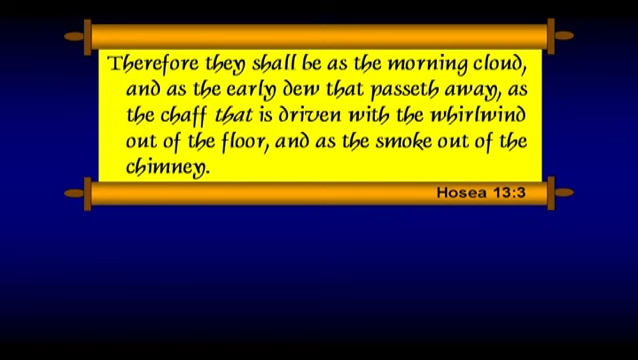 Therefore they shall be as the morning cloud,
and as the early dew that passeth away, as
the chaff that is driven with the whirlwind
out of the floor, and as the smoke out of the
chimney.
Hosea 13:3